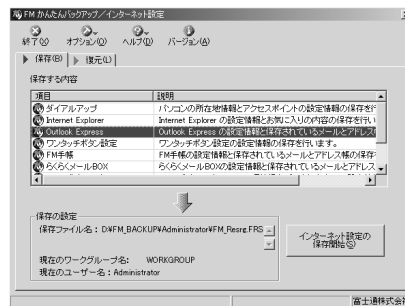 FM かんたんバックアップ／インターネット設定
終了(X) オプション(O) ヘルプ(D) バージョン(A)
保存(B) 復元(L)
保存する内容
項目 説明
ダイアルアップ パソコンの所在地情報とアクセスポイントの設定情報の保存を行
Internet Explorer Internet Explorer の設定情報とお気に入りの内容の保存を行い
Outlook Express Outlook Express の設定情報と保存されているメールとアドレス
ワンタッチボタン設定 ワンタッチボタン設定の設定情報の保存を行います。
FM手帳 FM手帳の設定情報と保存されているメールとアドレス帳の保存
らくらくメールBOX らくらくメールBOXの設定情報と保存されているメールとアドレス
保存の設定
保存ファイル名： D:¥FM_BACKUP¥Administrator¥FM_Resrg.FRS
インターネット設定の
保存開始(S)
現在のワークグループ名： WORKGROUP
現在のユーザー名： Administrator
富士通株式会社